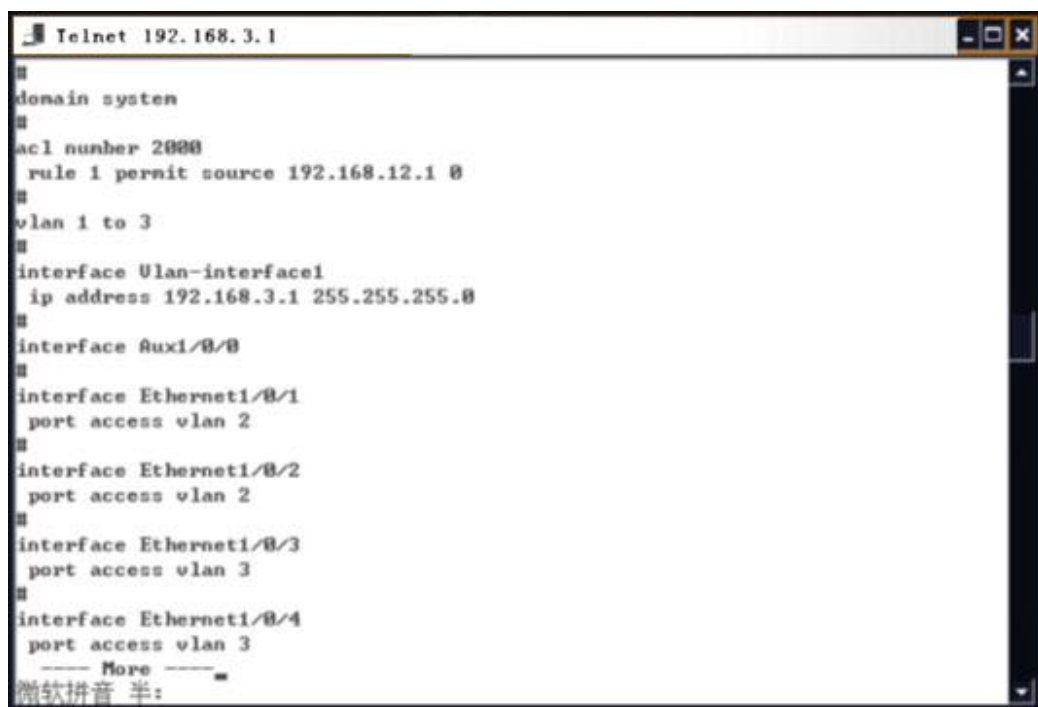 Telnet 192.168.3.1
#
domain system
#
acl number 2000
 rule 1 permit source 192.168.12.1 0
#
vlan 1 to 3
#
interface Vlan-interface1
 ip address 192.168.3.1 255.255.255.0
#
interface Aux1/0/0
#
interface Ethernet1/0/1
 port access vlan 2
#
interface Ethernet1/0/2
 port access vlan 2
#
interface Ethernet1/0/3
 port access vlan 3
#
interface Ethernet1/0/4
 port access vlan 3
  ---- More ----
微软拼音 半: